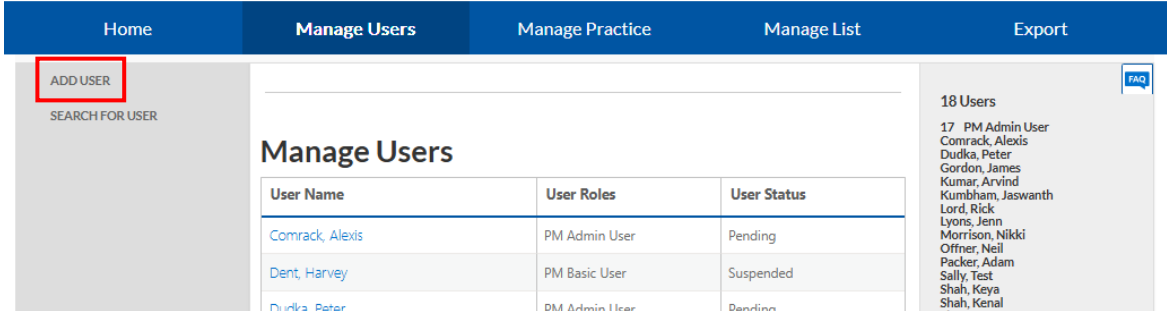 Home Manage Users Manage Practice Manage List Export
ADD USER
SEARCH FOR USER
Manage Users
User Name User Roles User Status
Comrack, Alexis PM Admin User Pending
Dent, Harvey PM Basic User Suspended
Dudka, Peter PM Admin User Pending
FAQ
18 Users
17 PM Admin User
Comrack, Alexis
Dudka, Peter
Gordon, James
Kumar, Arvind
Kumbham, Jaswanth
Lord, Rick
Lyons, Jenn
Morrison, Nikki
Offner, Neil
Packer, Adam
Sally, Test
Shah, Keya
Shah, Kenal